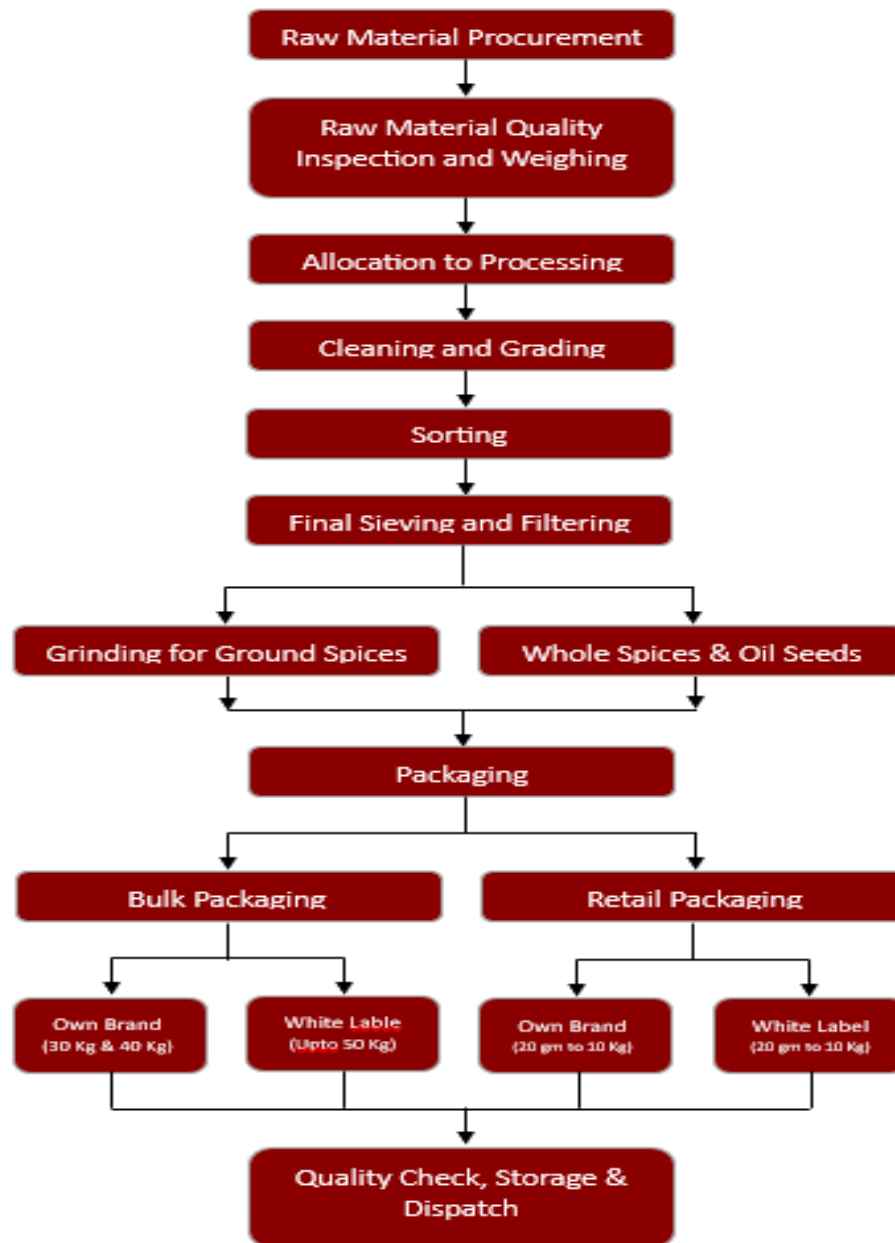 Raw Material Procurement
Raw Material Quality
Inspection and Weighing
Allocation to Processing
Cleaning and Grading
Sorting
Final Sieving and Filtering
Grinding for Ground Spices
Whole Spices & Oil Seeds
Packaging
Bulk Packaging
Retail Packaging
Own Brand
(30 Kg & 40 Kg)
White Lable
(Upto 50 Kg)
Own Brand
(20 gm to 10 Kg)
White Label
(20 gm to 10 Kg)
Quality Check, Storage &
Dispatch